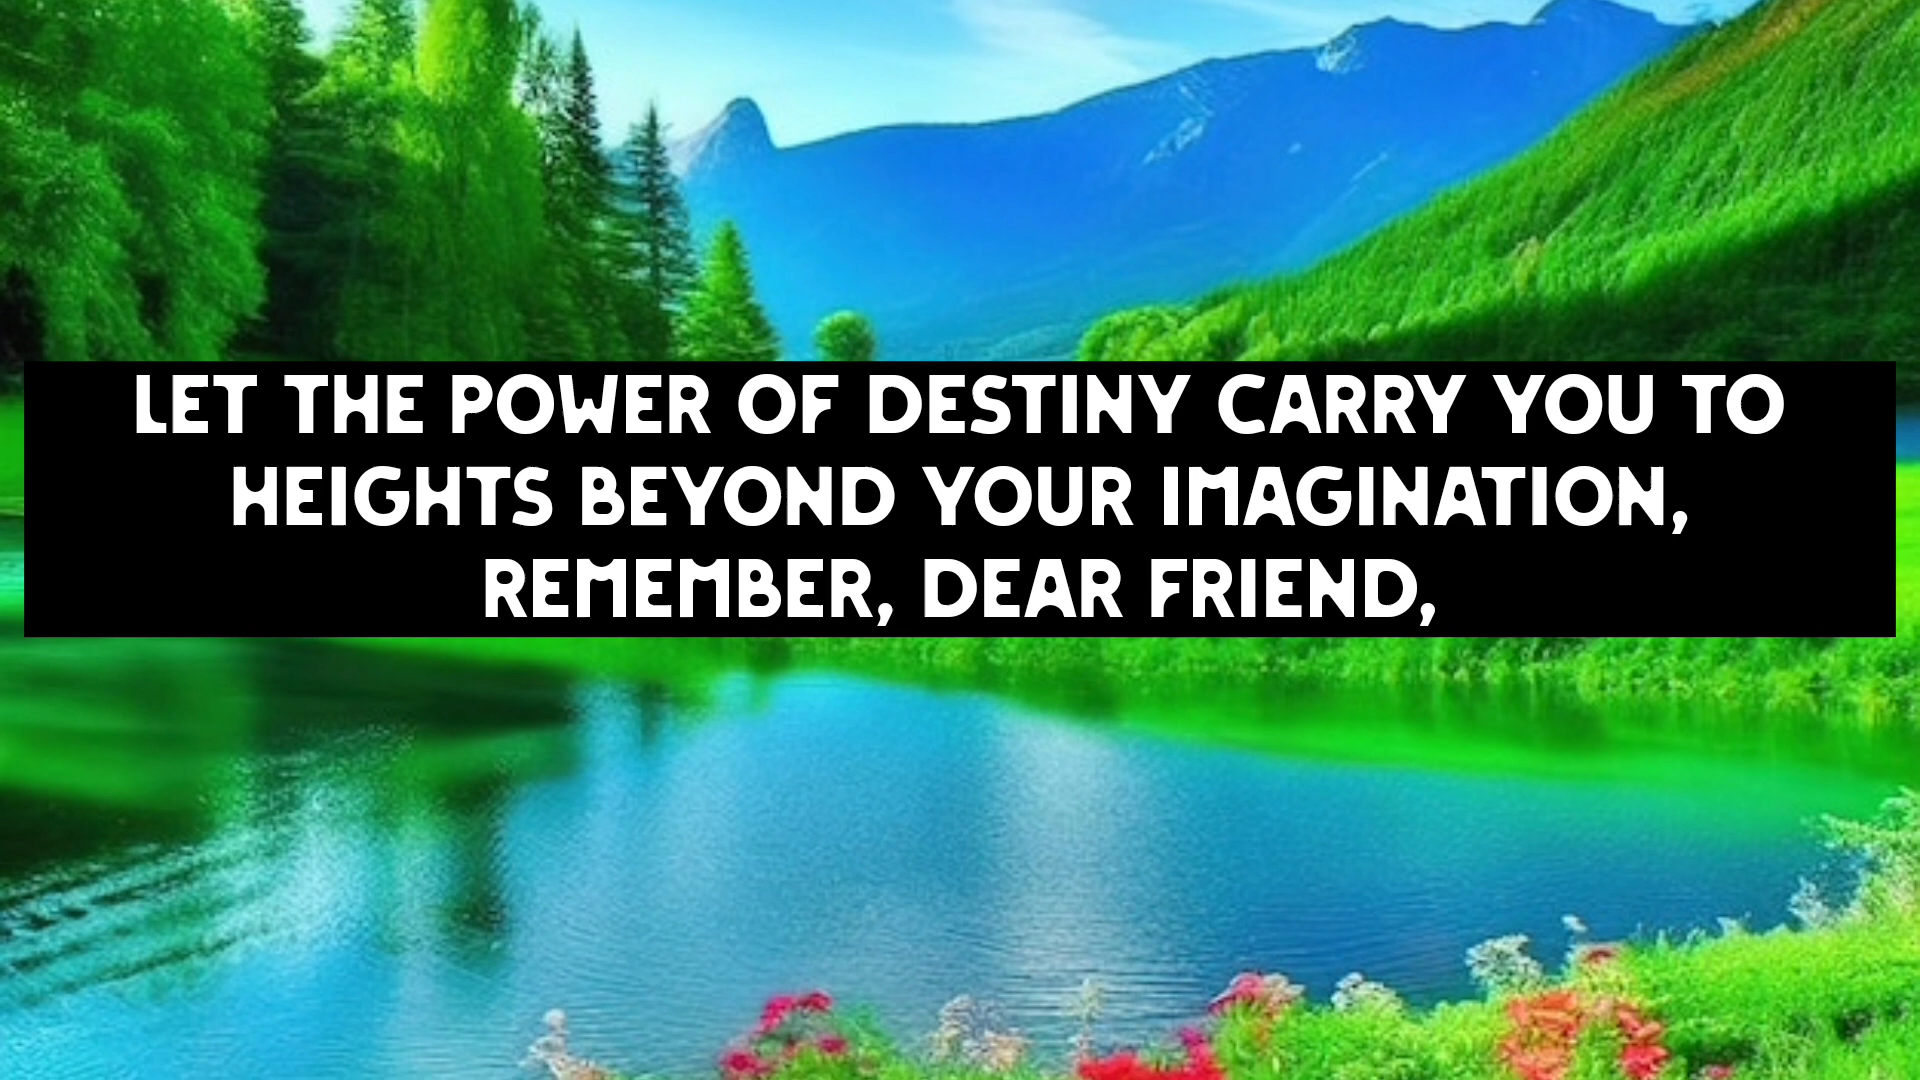 LET THE POWER OF DESTINY CARRY YOU TO
HEIGHTS BEYOND YOUR IMAGINATION,
REMEMBER, DEAR FRIEND,